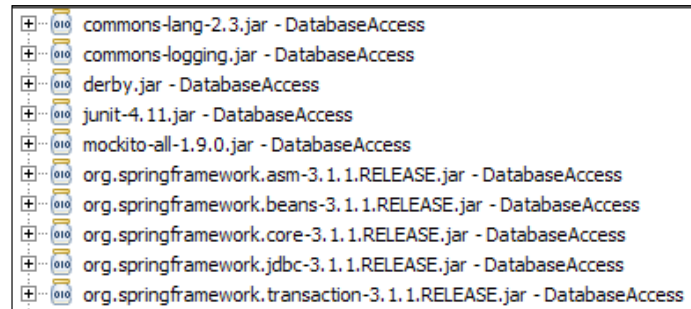 commons-lang-2.3.jar - DatabaseAccess
commons-logging.jar - DatabaseAccess
derby.jar - DatabaseAccess
junit-4.11.jar - DatabaseAccess
mockito-all-1.9.0.jar - DatabaseAccess
org.springframework.asm-3.1.1.RELEASE.jar - DatabaseAccess
org.springframework.beans-3.1.1.RELEASE.jar - DatabaseAccess
org.springframework.core-3.1.1.RELEASE.jar - DatabaseAccess
org.springframework.jdbc-3.1.1.RELEASE.jar - DatabaseAccess
org.springframework.transaction-3.1.1.RELEASE.jar - DatabaseAccess